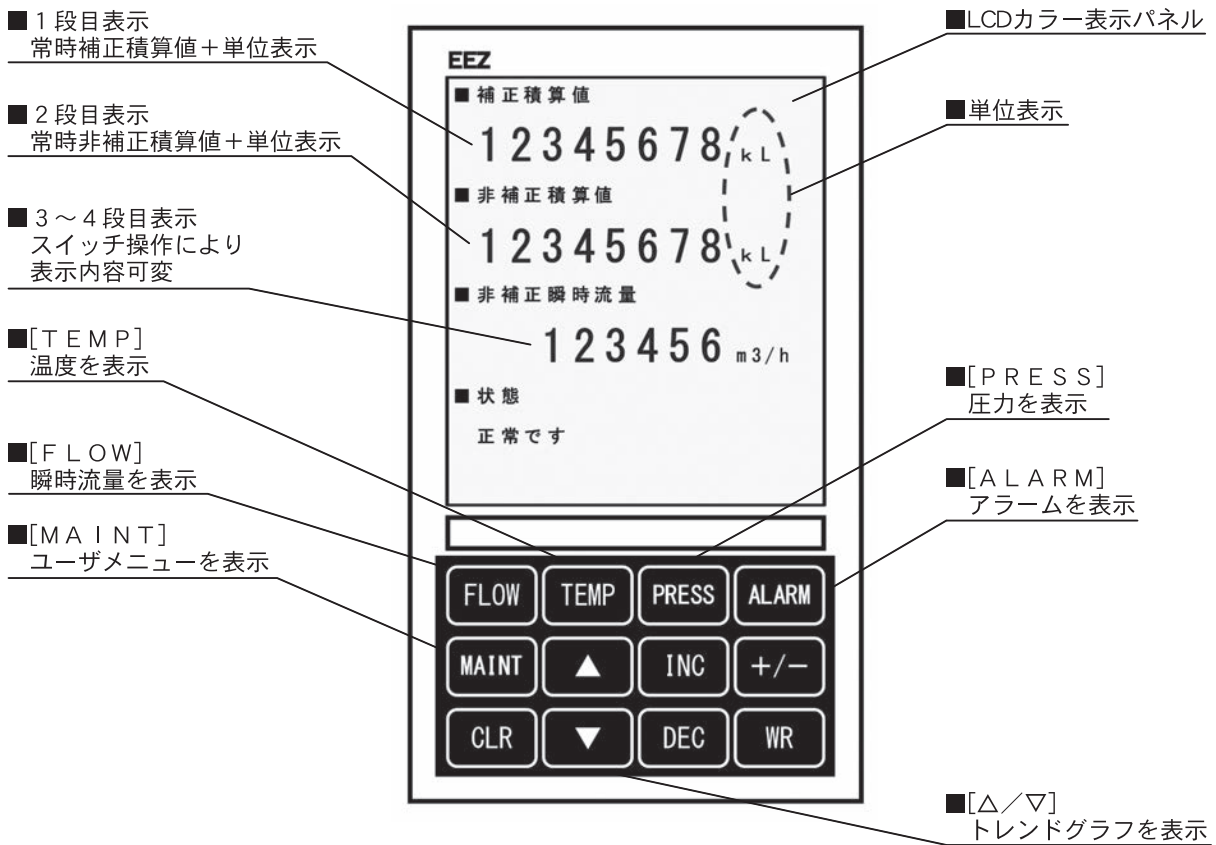 ■１段目表示
常時補正積算値＋単位表示
■２段目表示
常時非補正積算値＋単位表示
■３～４段目表示
スイッチ操作により
表示内容可変
■[ＴＥＭＰ]
温度を表示
■[ＦＬＯＷ]
瞬時流量を表示
■[ＭＡＩＮＴ]
ユーザメニューを表示
EEZ
■補正積算値
12345678 kL
■非補正積算値
12345678 kL
■非補正瞬時流量
123456 m3/h
■状態
正常です
FLOW TEMP PRESS ALARM
MAINT ▲ INC +/−
CLR ▼ DEC WR
■LCDカラー表示パネル
■単位表示
■[ＰＲＥＳＳ]
圧力を表示
■[ＡＬＡＲＭ]
アラームを表示
■[△／▽]
トレンドグラフを表示